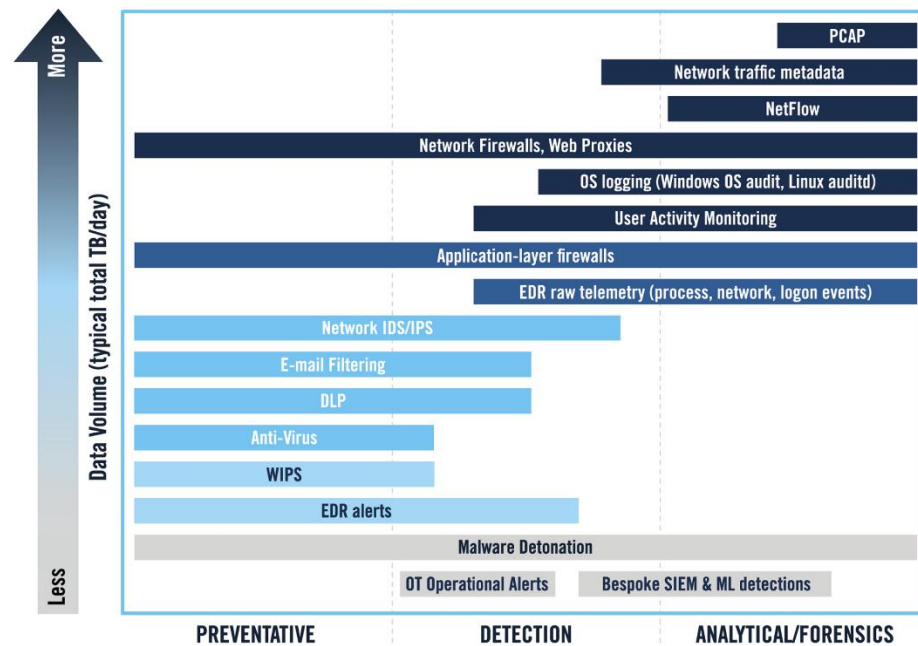 More
PCAP
Network traffic metadata
NetFlow
Network Firewalls, Web Proxies
OS logging (Windows OS audit, Linux auditd)
User Activity Monitoring
Application-layer firewalls
EDR raw telemetry (process, network, logon events)
Data Volume (typical total TB/day)
Network IDS/IPS
E-mail Filtering
DLP
Anti-Virus
WIPS
EDR alerts
Malware Detonation
Less
OT Operational Alerts
Bespoke SIEM & ML detections
PREVENTATIVE
DETECTION
ANALYTICAL/FORENSICS